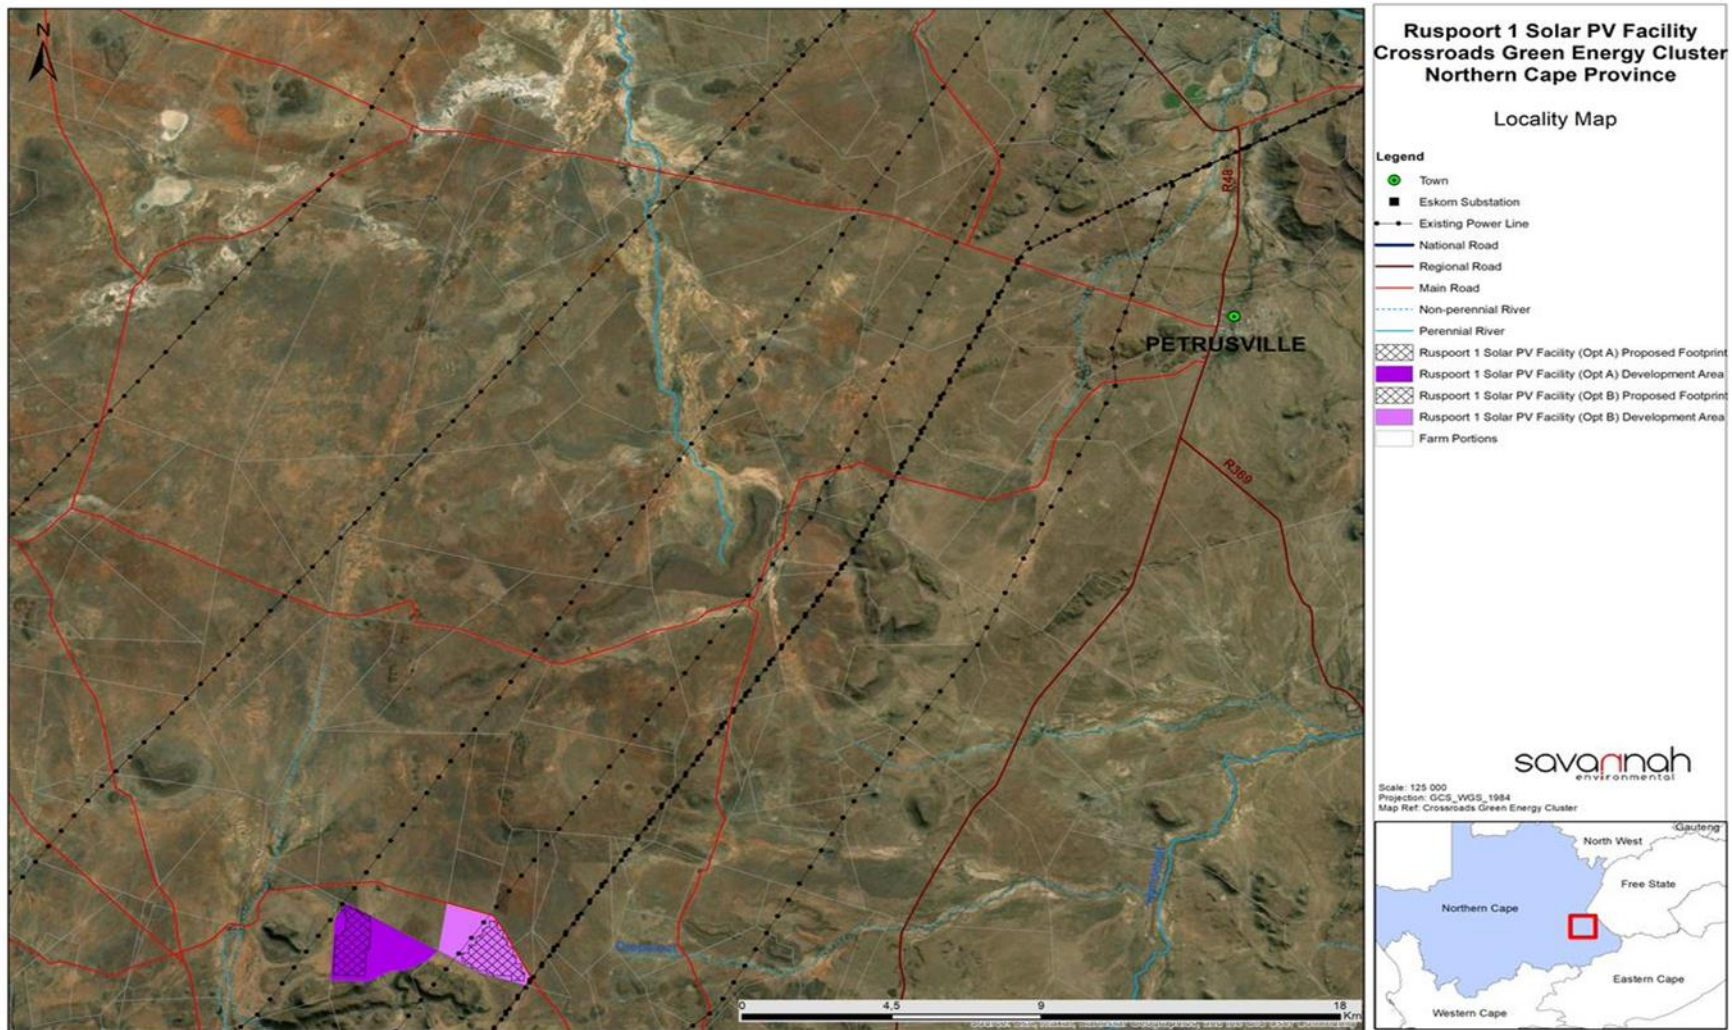 N
R48
PETRUSVILLE
R369
0 4,5 9 18
Km
Ruspoort 1 Solar PV Facility
Crossroads Green Energy Cluster
Northern Cape Province
Locality Map
Legend
Town
Eskom Substation
Existing Power Line
National Road
Regional Road
Main Road
Non-perennial River
Perennial River
Ruspoort 1 Solar PV Facility (Opt A) Proposed Footprint
Ruspoort 1 Solar PV Facility (Opt A) Development Area
Ruspoort 1 Solar PV Facility (Opt B) Proposed Footprint
Ruspoort 1 Solar PV Facility (Opt B) Development Area
Farm Portions
savannah
environmental
Scale: 125 000
Projection: GCS_WGS_1984
Map Ref: Crossroads Green Energy Cluster
Gauteng
North West
Free State
Northern Cape
Eastern Cape
Western Cape